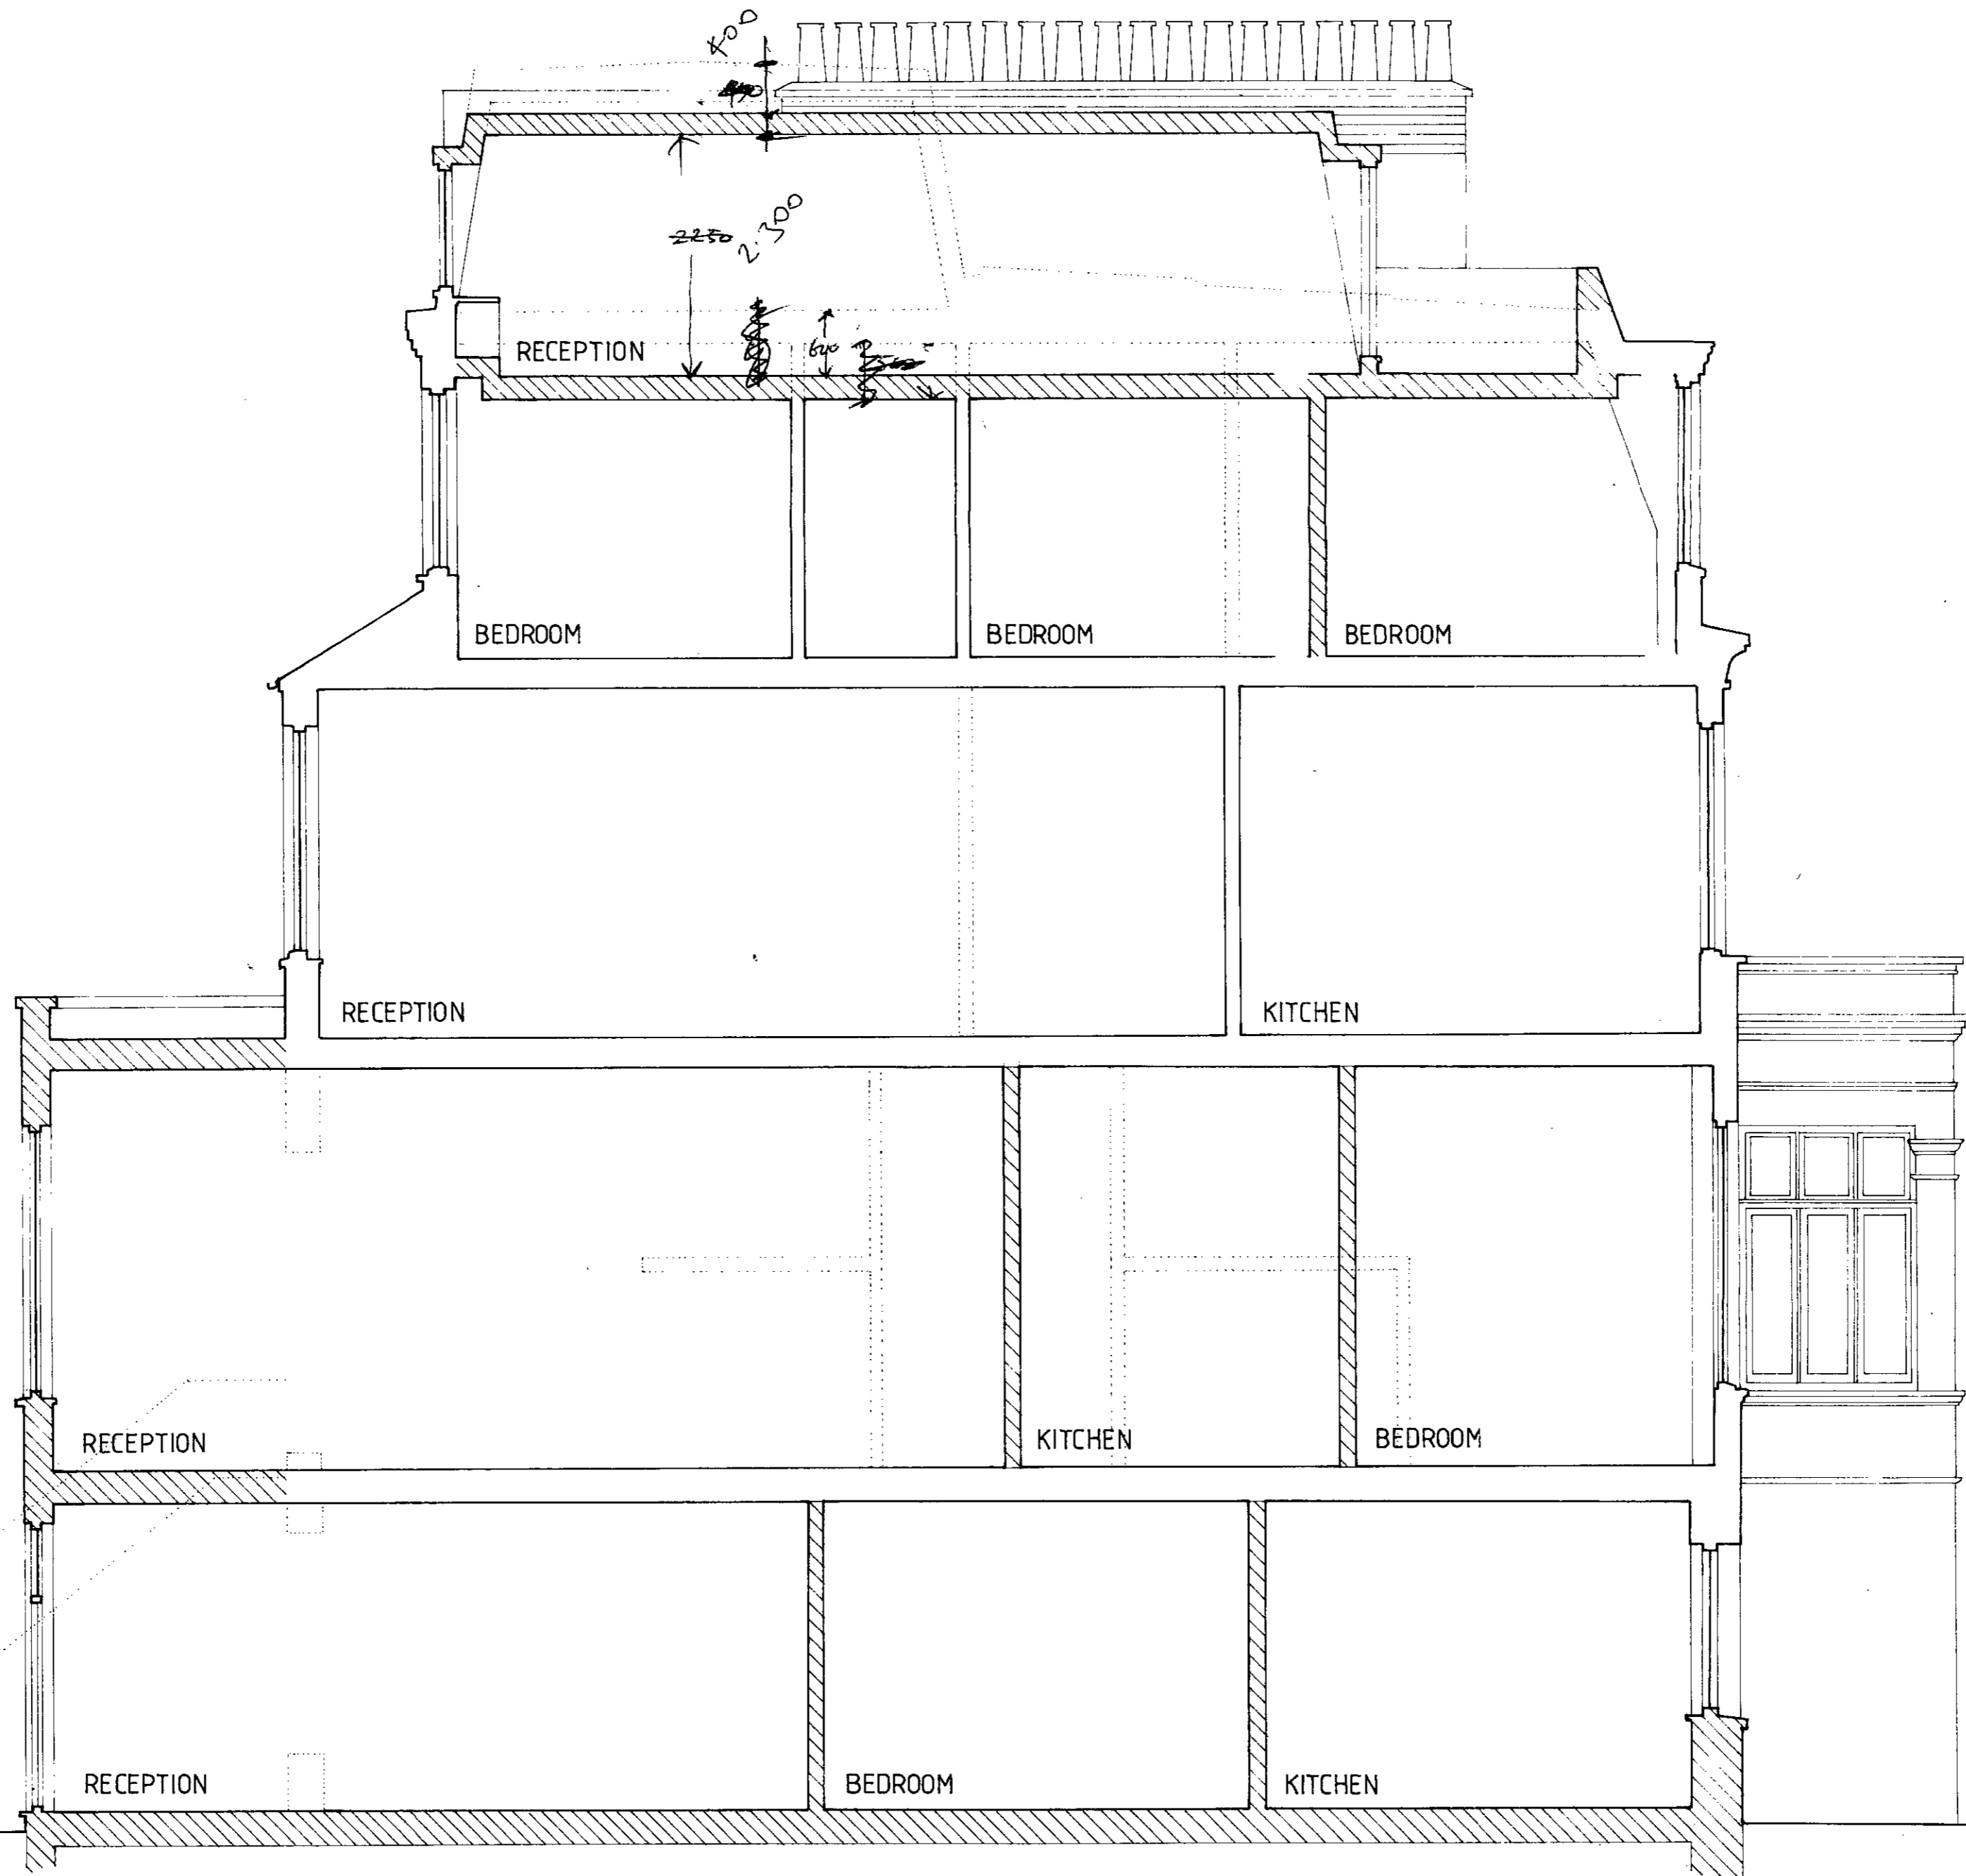 400
2250 2.300
RECEPTION
600
BEDROOM BEDROOM BEDROOM
RECEPTION KITCHEN
RECEPTION KITCHEN BEDROOM
RECEPTION BEDROOM KITCHEN